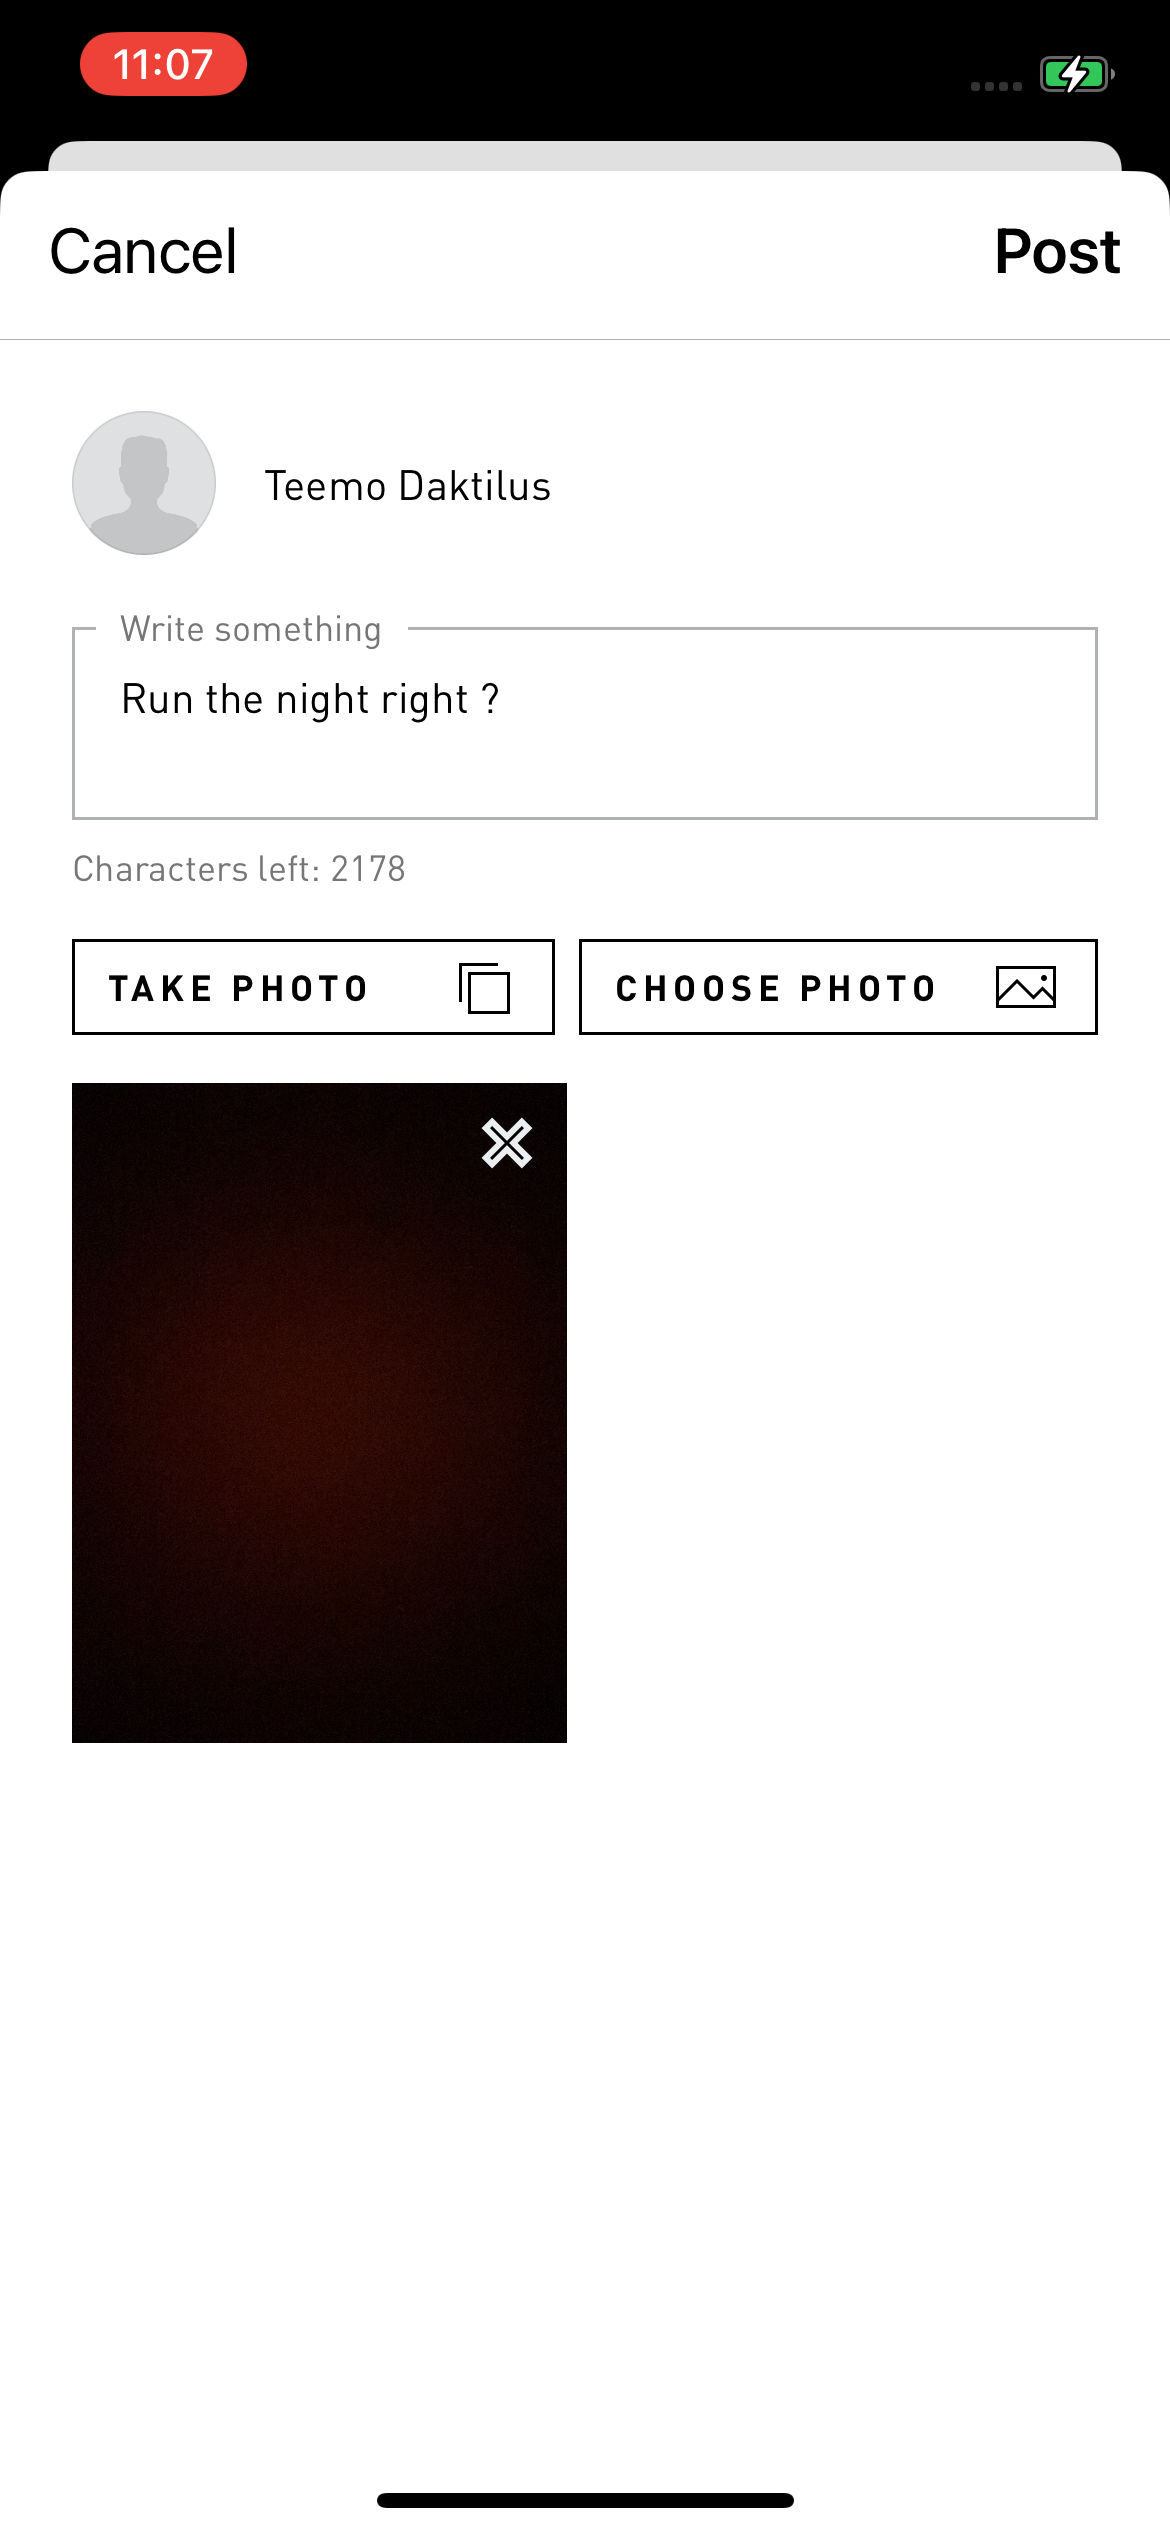 11:07
Cancel
Post
Teemo Daktilus
Write something
Run the night right ?
Characters left: 2178
TAKE PHOTO
CHOOSE PHOTO